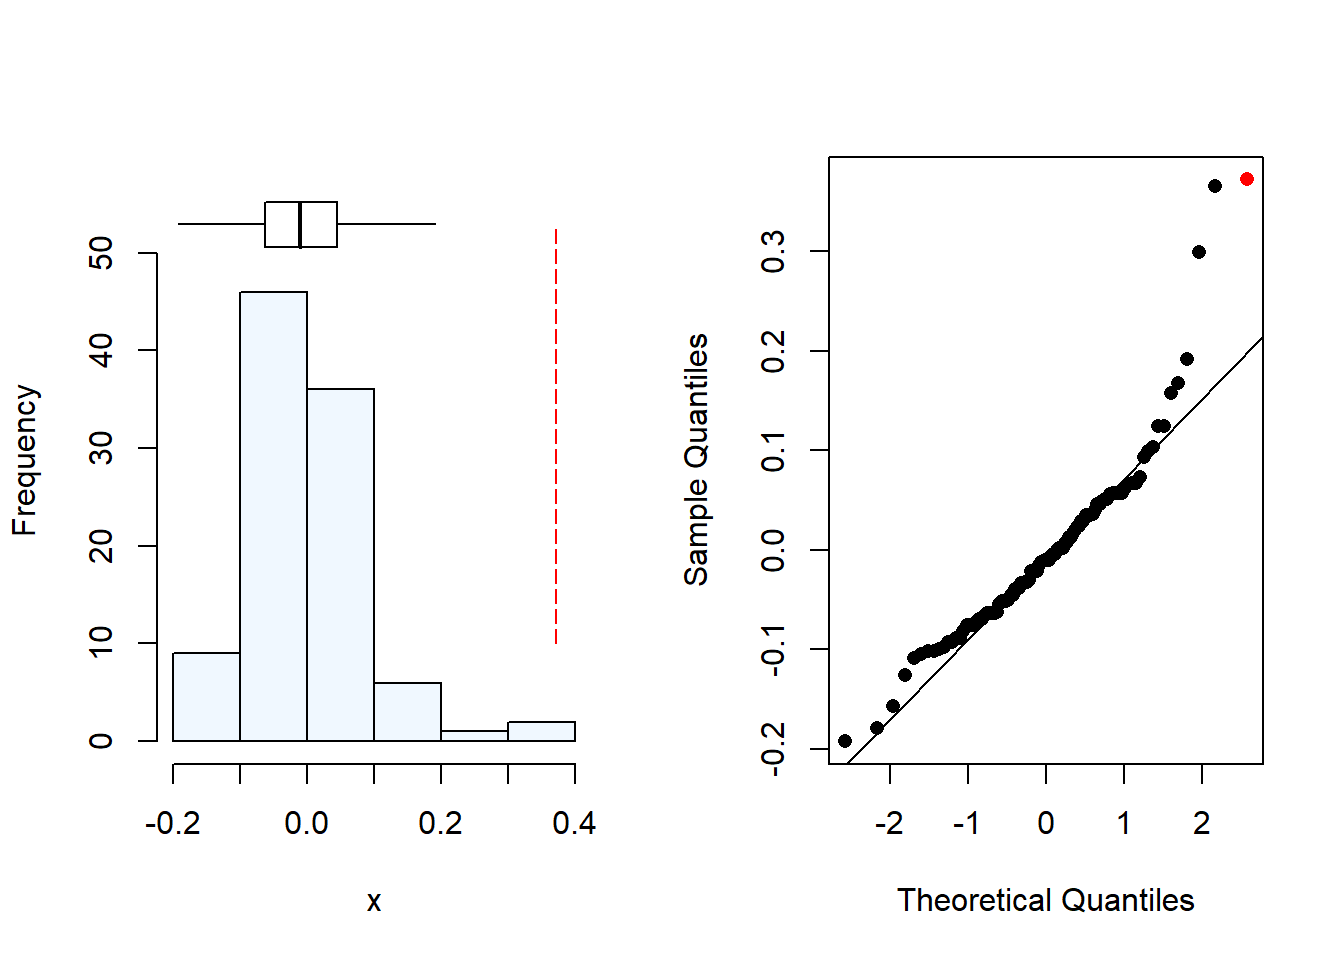 Frequency
0 10 20 30 40 50
-0.2 0.0 0.2 0.4
x
Sample Quantiles
-0.2 -0.1 0.0 0.1 0.2 0.3
-2 -1 0 1 2
Theoretical Quantiles